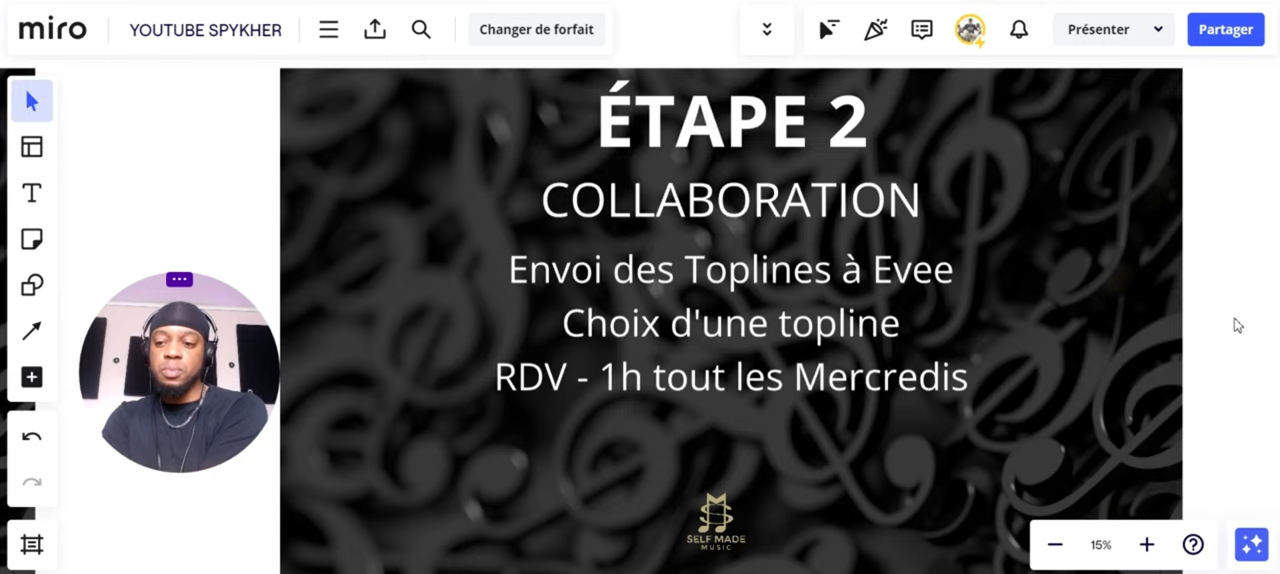 miro
YOUTUBE SPYKHER
Changer de forfait
Présenter
Partager
ÉTAPE 2
COLLABORATION
Envoi des Toplines à Evee
Choix d'une topline
RDV - 1h tout les Mercredis
SELF MADE
MUSIC
15%